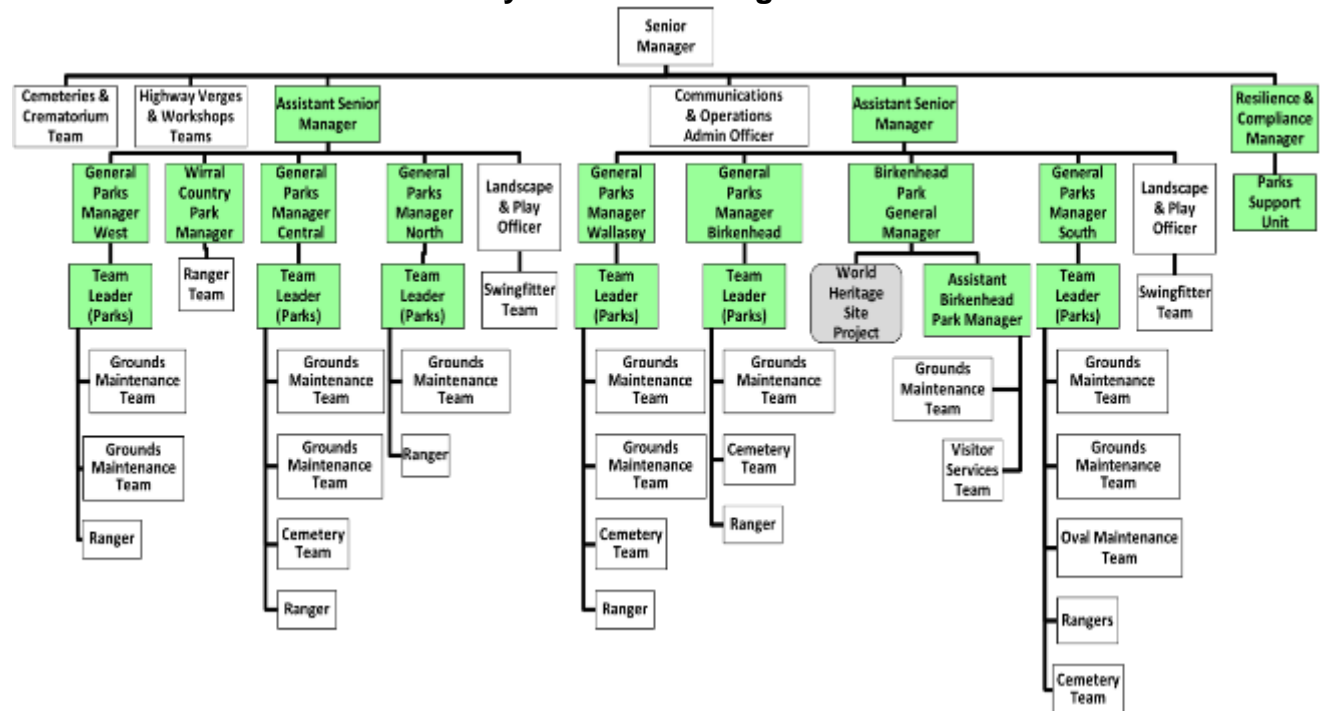 Senior
Manager
Cemeteries &
Crematorium
Team
Highway Verges
& Workshops
Teams
Assistant Senior
Manager
Communications
& Operations
Admin Officer
Assistant Senior
Manager
Resilience &
Compliance
Manager
General
Parks
Manager
West
Wirral
Country
Park
Manager
General
Parks
Manager
Central
General
Parks
Manager
North
Landscape
& Play
Officer
General
Parks
Manager
Wallasey
General
Parks
Manager
Birkenhead
Birkenhead
Park
General
Manager
General
Parks
Manager
South
Landscape
& Play
Officer
Parks
Support
Unit
Team
Leader
(Parks)
Ranger
Team
Team
Leader
(Parks)
Team
Leader
(Parks)
Swingfitter
Team
Team
Leader
(Parks)
Team
Leader
(Parks)
World
Heritage
Site
Project
Assistant
Birkenhead
Park Manager
Team
Leader
(Parks)
Swingfitter
Team
Grounds
Maintenance
Team
Grounds
Maintenance
Team
Ranger
Grounds
Maintenance
Team
Grounds
Maintenance
Team
Cemetery
Team
Ranger
Grounds
Maintenance
Team
Ranger
Grounds
Maintenance
Team
Grounds
Maintenance
Team
Cemetery
Team
Ranger
Grounds
Maintenance
Team
Cemetery
Team
Ranger
Grounds
Maintenance
Team
Visitor
Services
Team
Grounds
Maintenance
Team
Grounds
Maintenance
Team
Oval Maintenance
Team
Rangers
Cemetery
Team